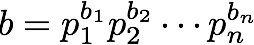 $b = p_1^{b_1} p_2^{b_2} \cdots p_n^{b_n}$